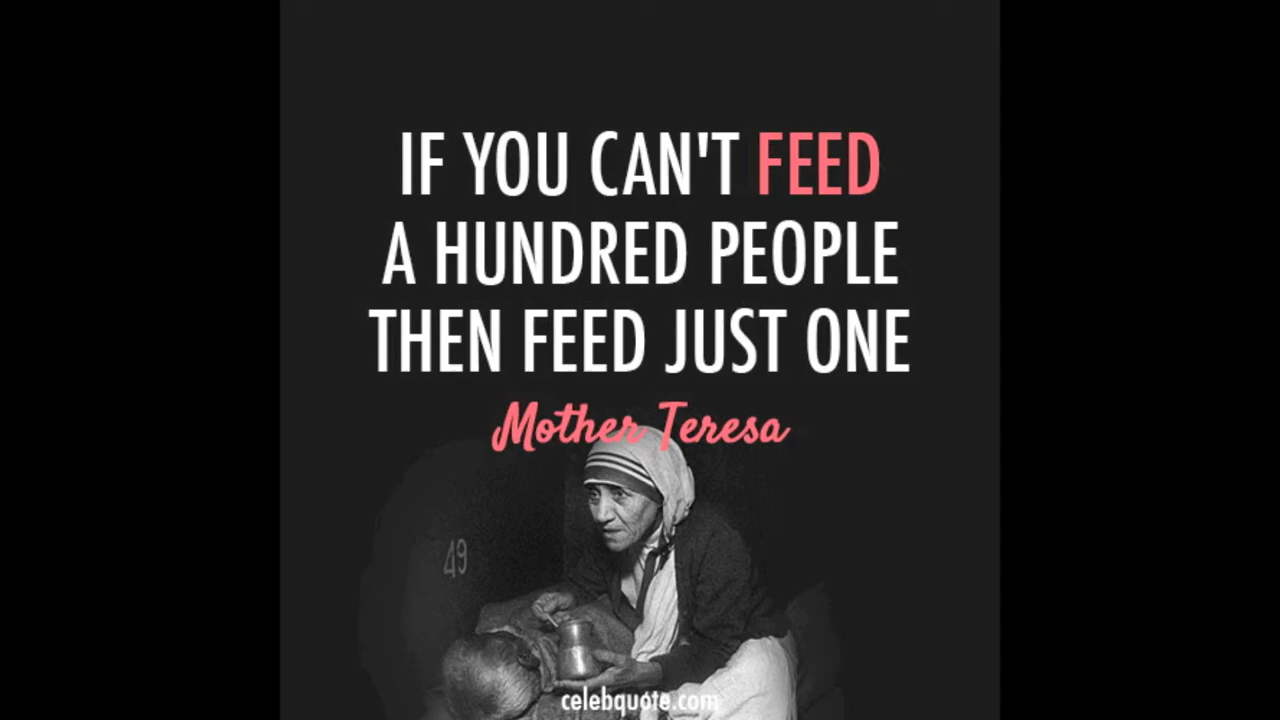 IF YOU CAN'T FEED
A HUNDRED PEOPLE
THEN FEED JUST ONE
Mother Teresa
49
celebquote.com